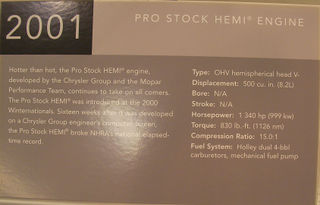 2001
PRO STOCK HEMI® ENGINE
Hotter than hot, the Pro Stock HEMI® engine,
developed by the Chrysler Group and the Mopar
Performance Team, continues to take on all comers.
The Pro Stock HEMI® was introduced at the 2000
Winternationals. Sixteen weeks after it was developed
on a Chrysler Group engineer's computer screen,
the Pro Stock HEMI® broke NHRA's national elapsed-
time record.
Type: OHV hemispherical head V-
Displacement: 500 cu. in. (8.2L)
Bore: N/A
Stroke: N/A
Horsepower: 1 340 hp (999 kw)
Torque: 830 lb.-ft. (1126 nm)
Compression Ratio: 15.0:1
Fuel System: Holley dual 4-bbl
carburetors, mechanical fuel pump